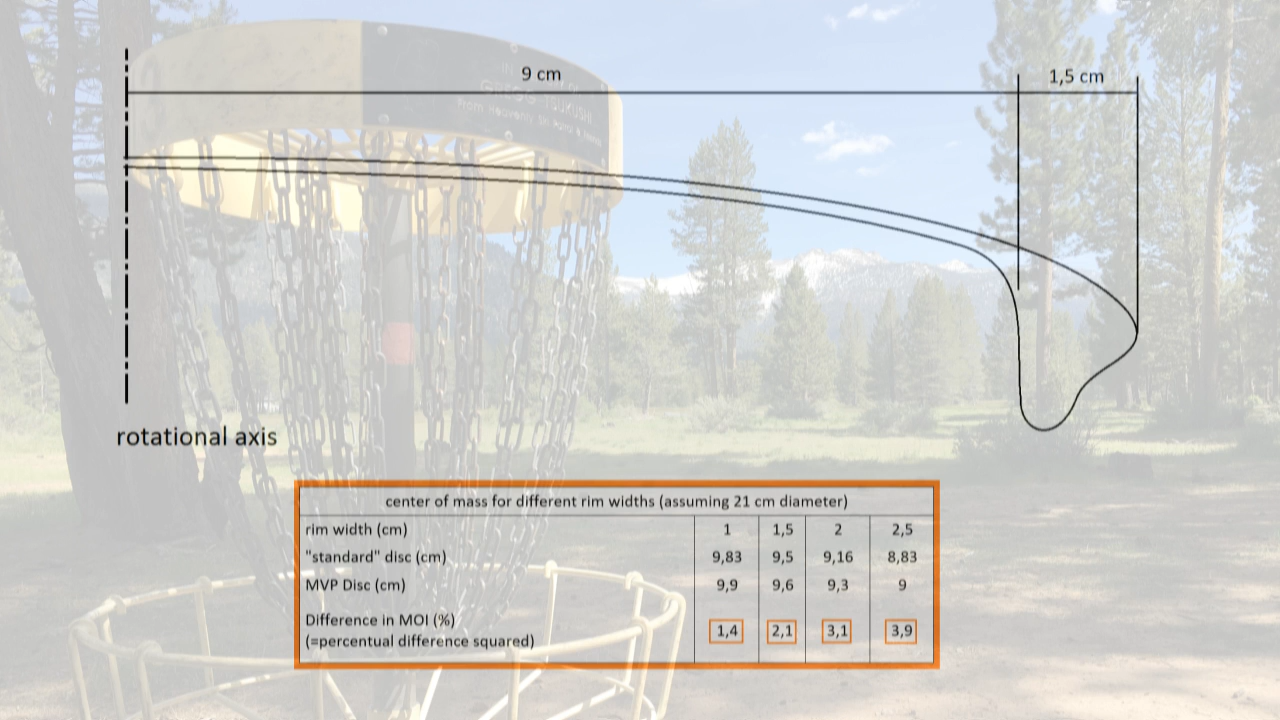 9 cm
1,5 cm
GREGG TSUKUSHI
rotational axis
center of mass for different rim widths (assuming 21 cm diameter)
rim width (cm) 1 1,5 2 2,5
"standard" disc (cm) 9,83 9,5 9,16 8,83
MVP Disc (cm) 9,9 9,6 9,3 9
Difference in MOI (%)
(=percentual difference squared) 1,4 2,1 3,1 3,9